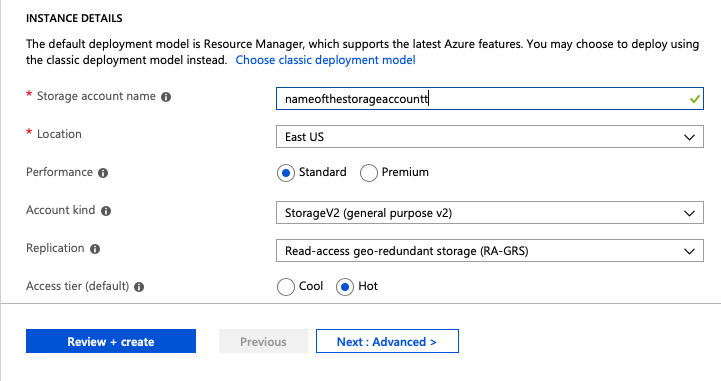 INSTANCE DETAILS
The default deployment model is Resource Manager, which supports the latest Azure features. You may choose to deploy using
the classic deployment model instead. Choose classic deployment model
* Storage account name
nameofthestorageaccountt
* Location
East US
Performance
Standard Premium
Account kind
StorageV2 (general purpose v2)
Replication
Read-access geo-redundant storage (RA-GRS)
Access tier (default)
Cool Hot
Review + create Previous Next : Advanced >